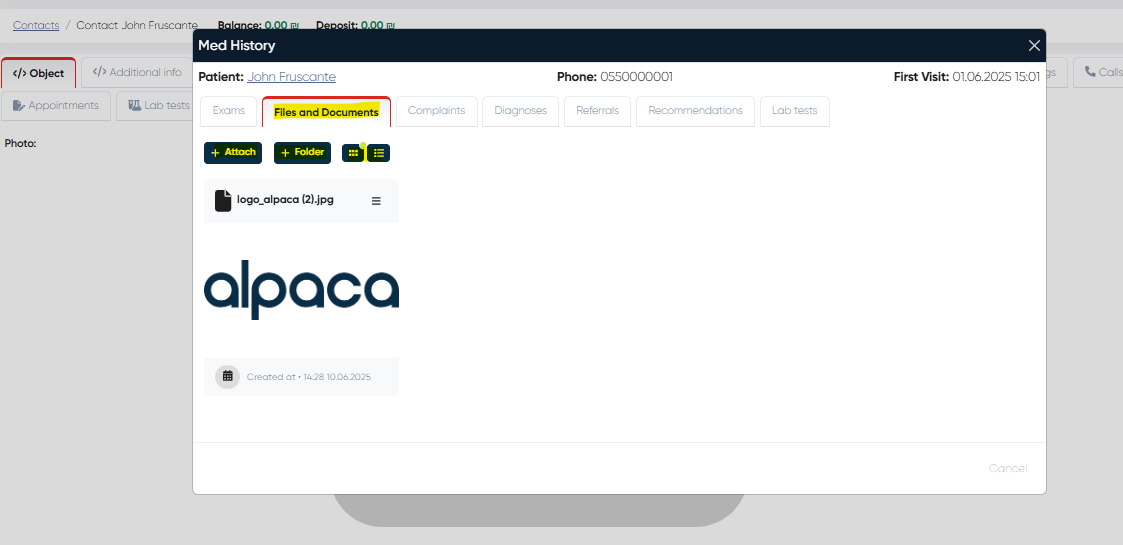 Contacts / Contact John Fruscante Balance: 0.00 ₪ Deposit: 0.00 ₪
Med History
</> Object </> Additional info Calls
Patient: John Fruscante Phone: 0550000001 First Visit: 01.06.2025 15:01
Appointments Lab tests
Exams Files and Documents Complaints Diagnoses Referrals Recommendations Lab tests
Photo:
+ Attach + Folder
logo_alpaca (2).jpg
alpaca
Created at • 14:28 10.06.2025
Cancel